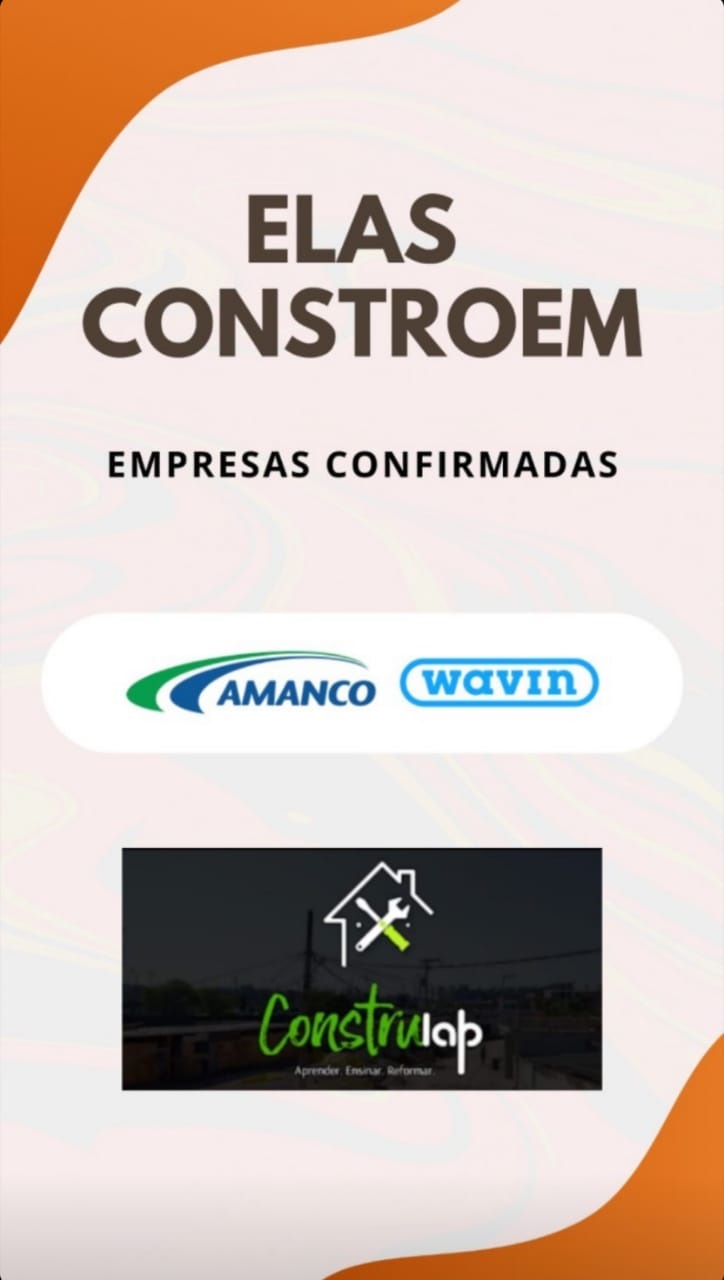 ELAS
CONSTROEM
EMPRESAS CONFIRMADAS
AMANCO wavin
Construlap
Aprender. Ensinar. Reformar.